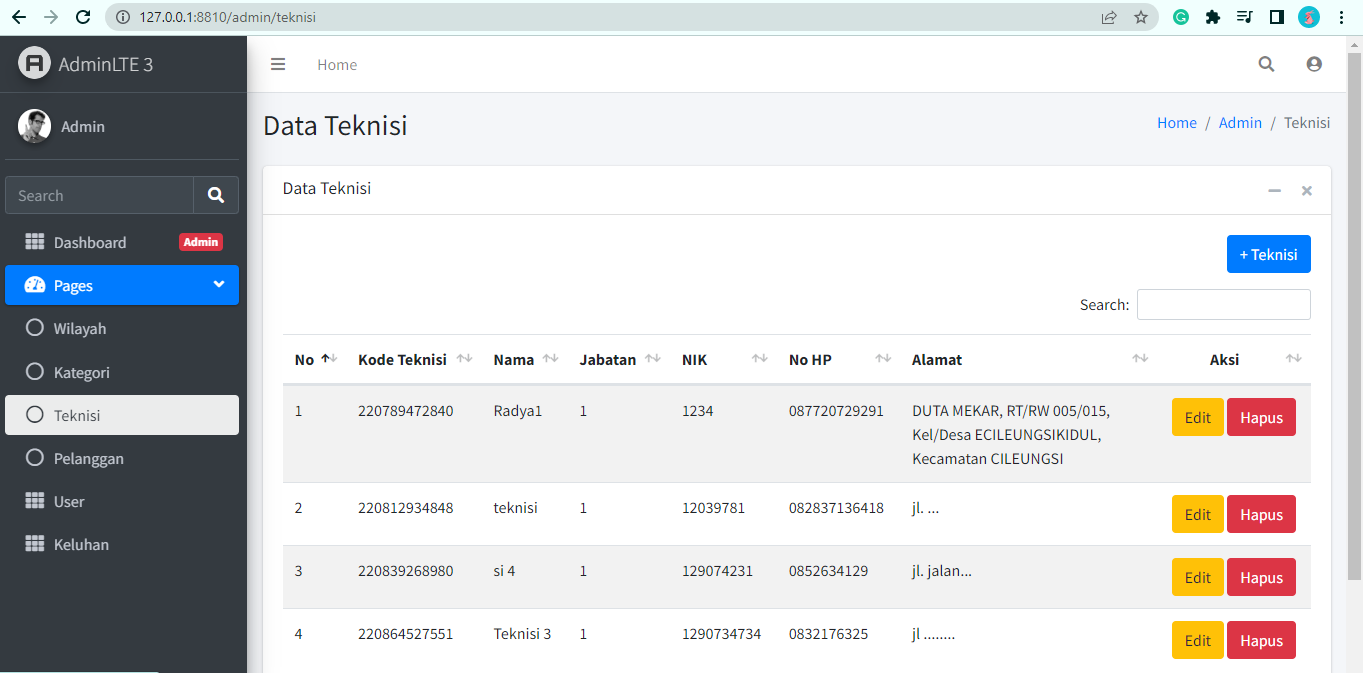 127.0.0.1:8810/admin/teknisi
AdminLTE 3
Home
Admin
Data Teknisi
Home / Admin / Teknisi
Search
Data Teknisi
Dashboard Admin
+ Teknisi
Pages
Search:
Wilayah
Kategori
Teknisi
Pelanggan
User
Keluhan
No Kode Teknisi Nama Jabatan NIK No HP Alamat Aksi
1 220789472840 Radya1 1 1234 087720729291 DUTA MEKAR, RT/RW 005/015, Edit Hapus
Kel/Desa ECILEUNGSIKIDUL,
Kecamatan CILEUNGSI
2 220812934848 teknisi 1 12039781 082837136418 jl. ... Edit Hapus
3 220839268980 si 4 1 129074231 0852634129 jl. jalan... Edit Hapus
4 220864527551 Teknisi 3 1 1290734734 0832176325 jl ........ Edit Hapus